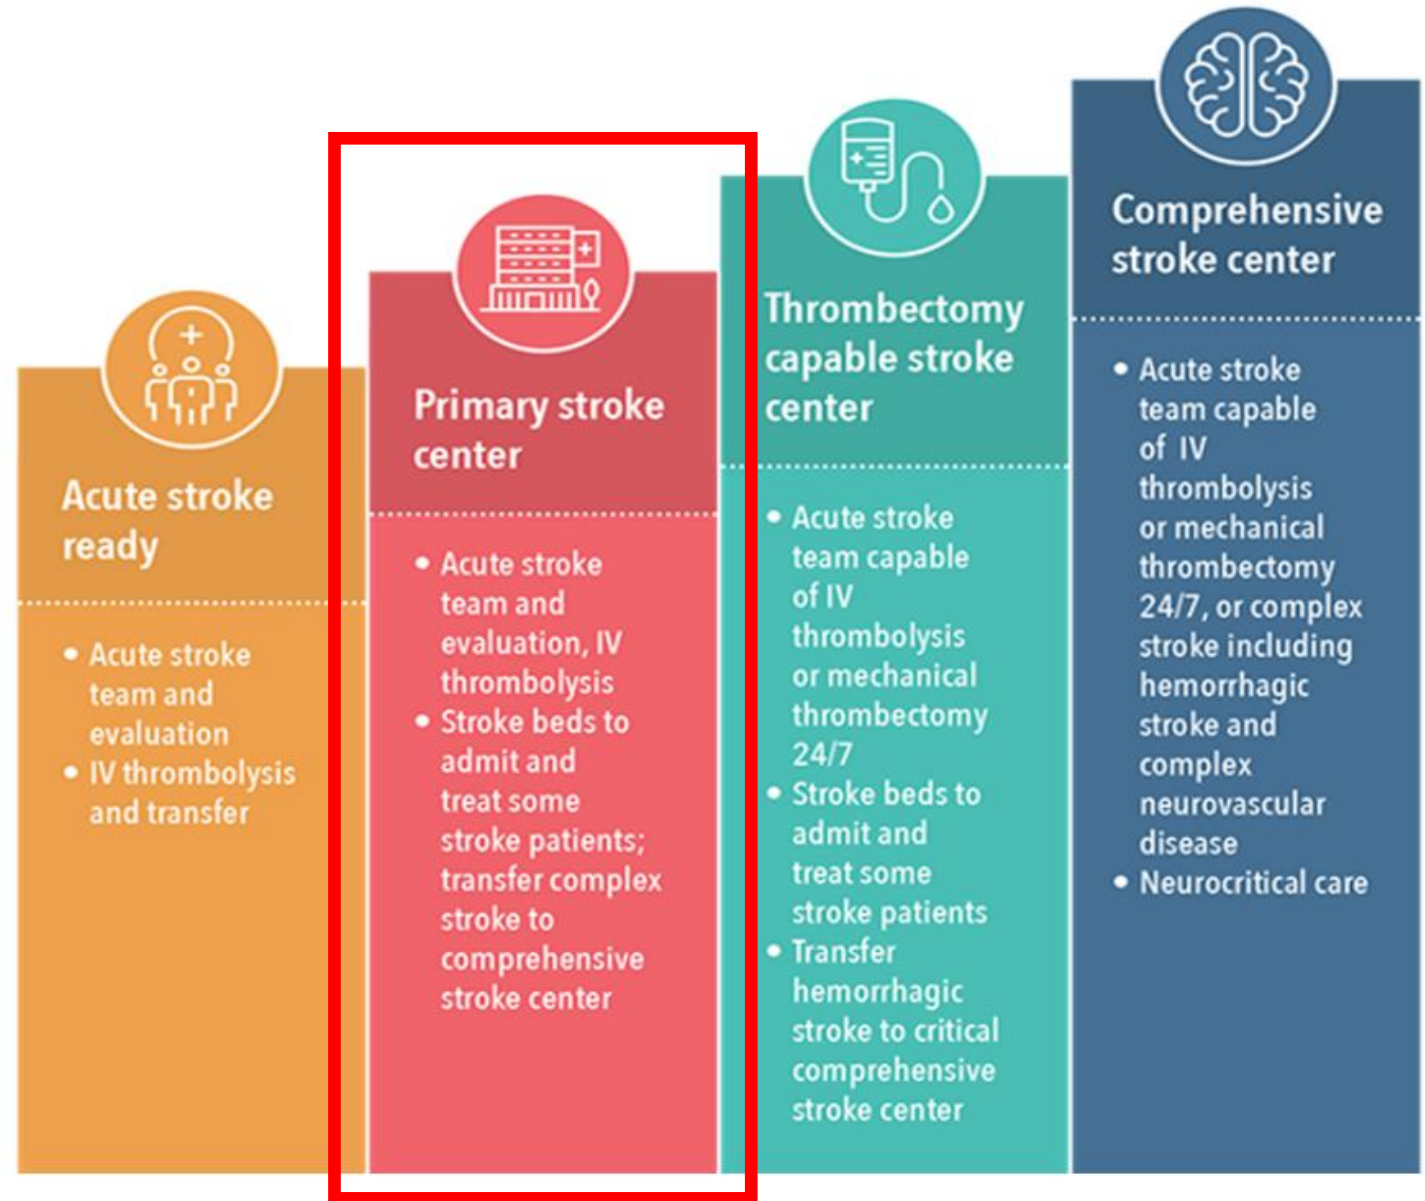 Acute stroke
ready
• Acute stroke
team and
evaluation
• IV thrombolysis
and transfer
Primary stroke
center
• Acute stroke
team and
evaluation, IV
thrombolysis
• Stroke beds to
admit and
treat some
stroke patients;
transfer complex
stroke to
comprehensive
stroke center
Thrombectomy
capable stroke
center
• Acute stroke
team capable
of IV
thrombolysis
or mechanical
thrombectomy
24/7
• Stroke beds to
admit and
treat some
stroke patients
• Transfer
hemorrhagic
stroke to critical
comprehensive
stroke center
Comprehensive
stroke center
• Acute stroke
team capable
of IV
thrombolysis
or mechanical
thrombectomy
24/7, or complex
stroke including
hemorrhagic
stroke and
complex
neurovascular
disease
• Neurocritical care